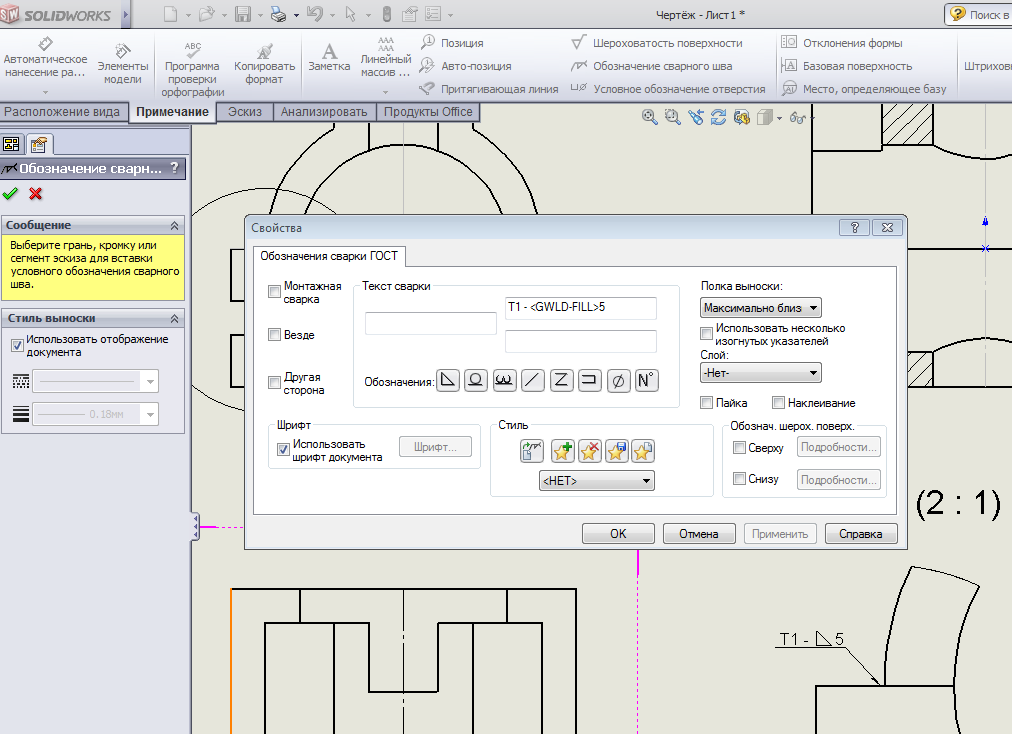 SW SOLIDWORKS
Чертёж - Лист1 *
Поиск в
Автоматическое
нанесение ра...
Элементы
модели
ABC
Программа
проверки
орфографии
Копировать
формат
A
Заметка
AAA
AAA
Линейный
массив ...
Позиция
Авто-позиция
Притягивающая линия
Шероховатость поверхности
Обозначение сварного шва
Условное обозначение отверстия
Отклонения формы
Базовая поверхность
Место, определяющее базу
Штрихов
Расположение вида
Примечание
Эскиз
Анализировать
Продукты Office
Обозначение сварн... ?
Сообщение
Выберите грань, кромку или
сегмент эскиза для вставки
условного обозначения сварного
шва.
Стиль выноски
Использовать отображение
документа
0.18мм
Свойства
?
Обозначения сварки ГОСТ
Монтажная
сварка
Везде
Другая
сторона
Текст сварки
T1 - <GWLD-FILL>5
Обозначения:
N°
Шрифт
Использовать
шрифт документа
Шрифт...
Стиль
<НЕТ>
Полка выноски:
Максимально близ
Использовать несколько
изогнутых указателей
Слой:
-Нет-
Пайка
Наклеивание
Обознач. шерох. поверх.
Сверху
Подробности...
Снизу
Подробности...
OK
Отмена
Применить
Справка
(2 : 1)
T1 - ◺ 5